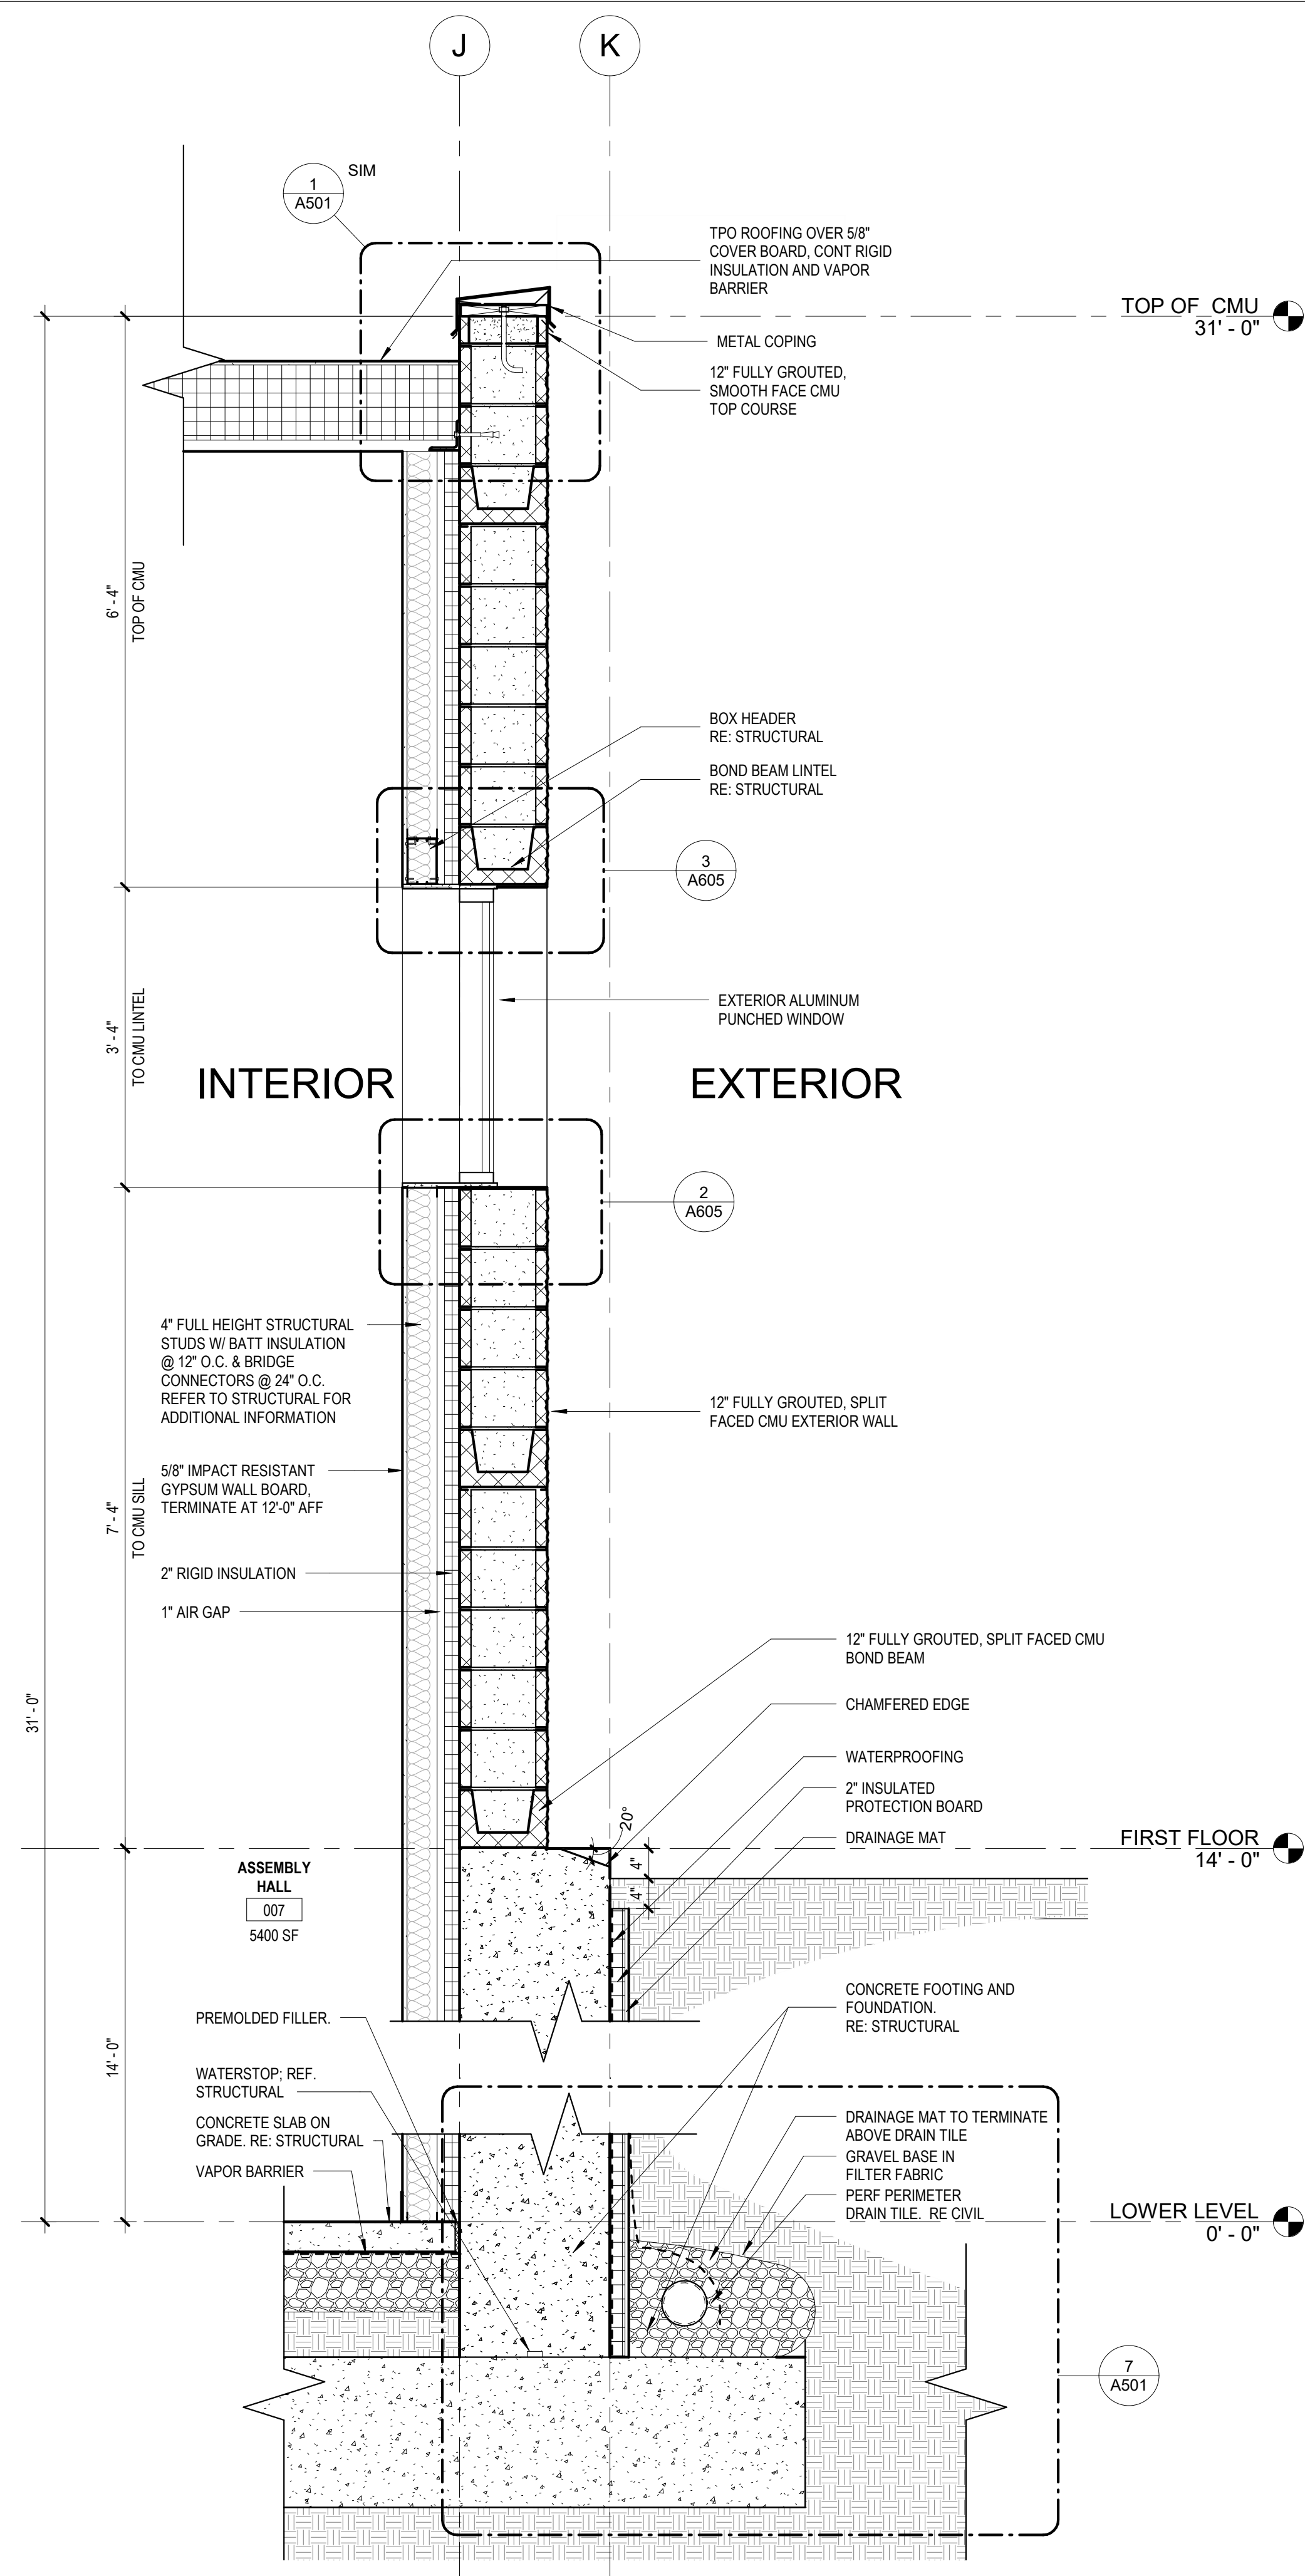 J
K
1
A501
SIM
TPO ROOFING OVER 5/8"
COVER BOARD, CONT RIGID
INSULATION AND VAPOR
BARRIER
TOP OF CMU
31' - 0"
METAL COPING
12" FULLY GROUTED,
SMOOTH FACE CMU
TOP COURSE
6' - 4"
TOP OF CMU
BOX HEADER
RE: STRUCTURAL
BOND BEAM LINTEL
RE: STRUCTURAL
3
A605
3' - 4"
TO CMU LINTEL
EXTERIOR ALUMINUM
PUNCHED WINDOW
INTERIOR
EXTERIOR
2
A605
4" FULL HEIGHT STRUCTURAL
STUDS W/ BATT INSULATION
@ 12" O.C. & BRIDGE
CONNECTORS @ 24" O.C.
REFER TO STRUCTURAL FOR
ADDITIONAL INFORMATION
12" FULLY GROUTED, SPLIT
FACED CMU EXTERIOR WALL
5/8" IMPACT RESISTANT
GYPSUM WALL BOARD,
TERMINATE AT 12'-0" AFF
7' - 4"
TO CMU SILL
2" RIGID INSULATION
1" AIR GAP
31' - 0"
12" FULLY GROUTED, SPLIT FACED CMU
BOND BEAM
CHAMFERED EDGE
WATERPROOFING
2" INSULATED
PROTECTION BOARD
DRAINAGE MAT
20°
4"
4"
FIRST FLOOR
14' - 0"
ASSEMBLY
HALL
007
5400 SF
CONCRETE FOOTING AND
FOUNDATION.
RE: STRUCTURAL
PREMOLDED FILLER.
14' - 0"
WATERSTOP; REF.
STRUCTURAL
CONCRETE SLAB ON
GRADE. RE: STRUCTURAL
VAPOR BARRIER
DRAINAGE MAT TO TERMINATE
ABOVE DRAIN TILE
GRAVEL BASE IN
FILTER FABRIC
PERF PERIMETER
DRAIN TILE. RE CIVIL
LOWER LEVEL
0' - 0"
7
A501